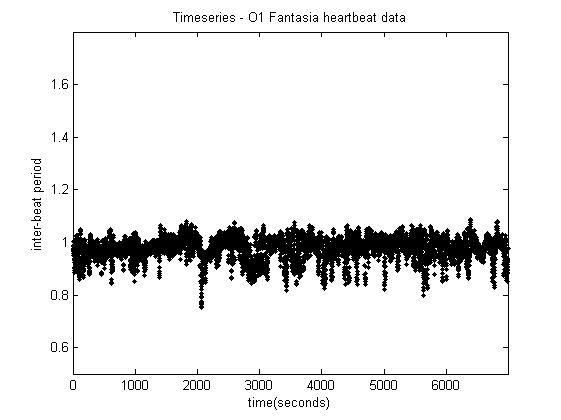 Timeseries - O1 Fantasia heartbeat data
1.6
1.4
1.2
1
0.8
0.6
inter-beat period
0 1000 2000 3000 4000 5000 6000
time(seconds)